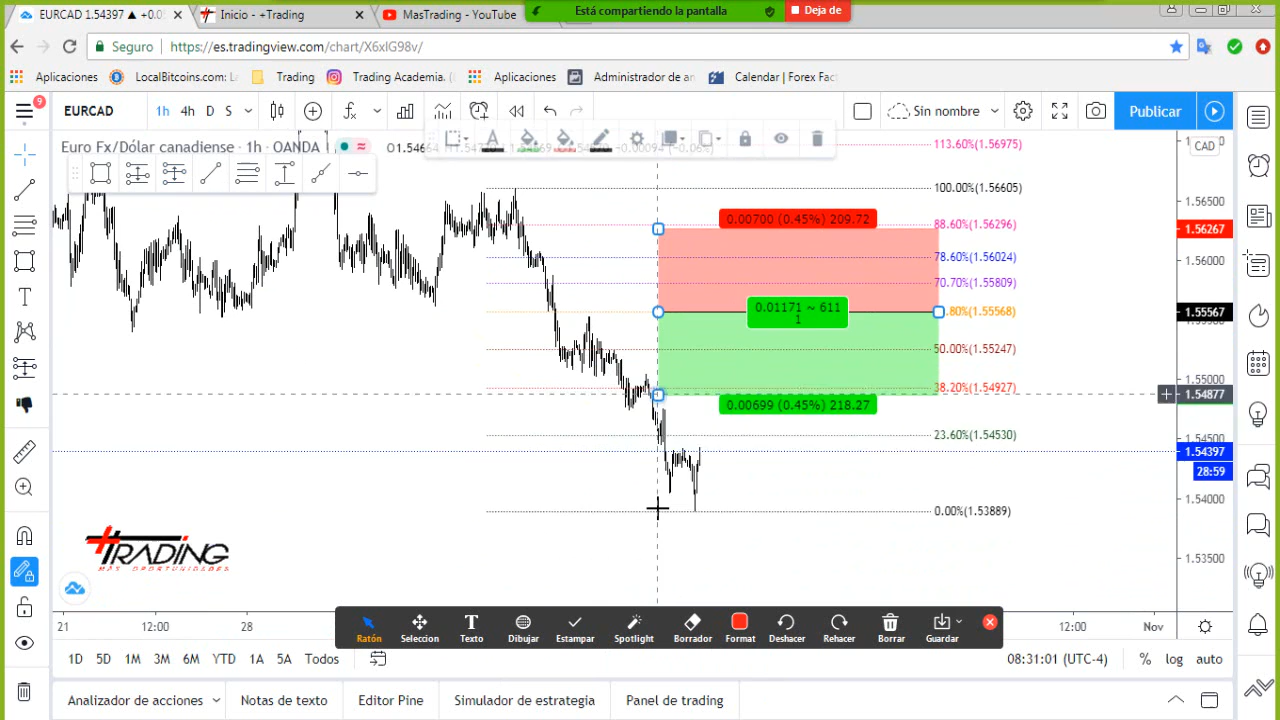 EURCAD 1.54397 ▲ +0.0
Inicio - +Trading
MasTrading - YouTube
Está compartiendo la pantalla
Deja de
Seguro
https://es.tradingview.com/chart/X6xIG98v/
Aplicaciones
LocalBitcoins.com: L
Trading
Trading Academia. (
Aplicaciones
Administrador de an
Calendar | Forex Fac
9
EURCAD
1h
4h
D
S
Sin nombre
Publicar
Euro Fx/Dólar canadiense · 1h · OANDA
CAD
113.60%(1.56975)
100.00%(1.56605)
88.60%(1.56296)
78.60%(1.56024)
70.70%(1.55809)
.80%(1.55568)
50.00%(1.55247)
38.20%(1.54927)
23.60%(1.54530)
0.00%(1.53889)
0.00700 (0.45%) 209.72
0.01171 ~ 611
1
0.00699 (0.45%) 218.27
1.56500
1.56267
1.56000
1.55567
1.55000
1.54877
1.54500
1.54397
28:59
1.54000
1.53500
TRADING
MÁS OPORTUNIDADES
21
12:00
28
12:00
Nov
Ratón
Seleccion
Texto
Dibujar
Estampar
Spotlight
Borrador
Format
Deshacer
Rehacer
Borrar
Guardar
1D
5D
1M
3M
6M
YTD
1A
5A
Todos
08:31:01 (UTC-4)
%
log
auto
Analizador de acciones
Notas de texto
Editor Pine
Simulador de estrategia
Panel de trading